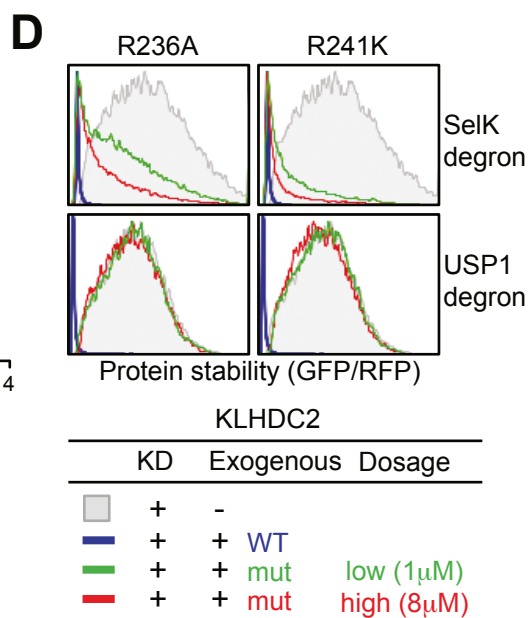 D
R236A R241K
SelK
degron
USP1
degron
4
Protein stability (GFP/RFP)
KLHDC2
KD Exogenous Dosage
+ -
+ + WT
+ + mut low (1μM)
+ + mut high (8μM)